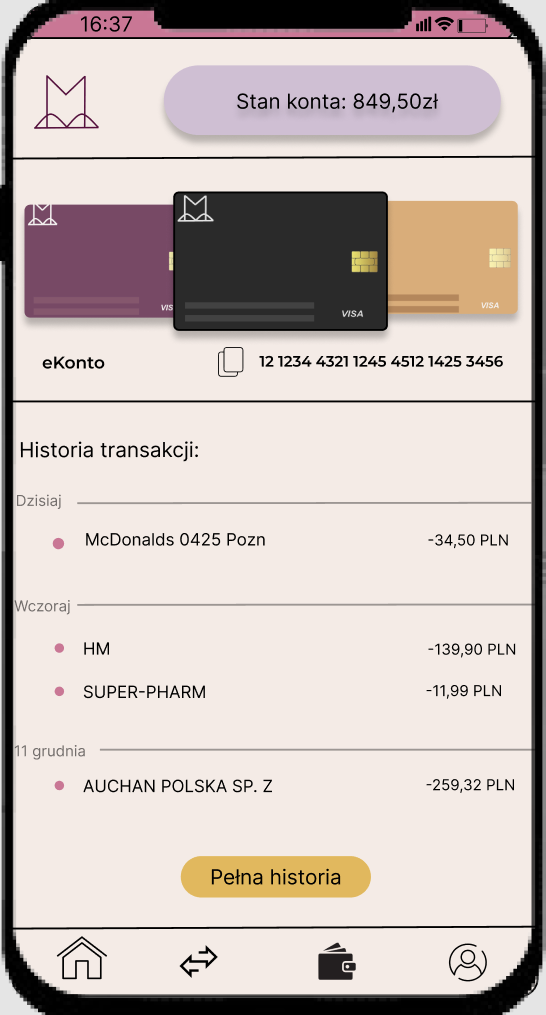 16:37
Stan konta: 849,50zł
VISA
VISA
VISA
eKonto
12 1234 4321 1245 4512 1425 3456
Historia transakcji:
Dzisiaj
McDonalds 0425 Pozn -34,50 PLN
Wczoraj
HM -139,90 PLN
SUPER-PHARM -11,99 PLN
11 grudnia
AUCHAN POLSKA SP. Z -259,32 PLN
Pełna historia